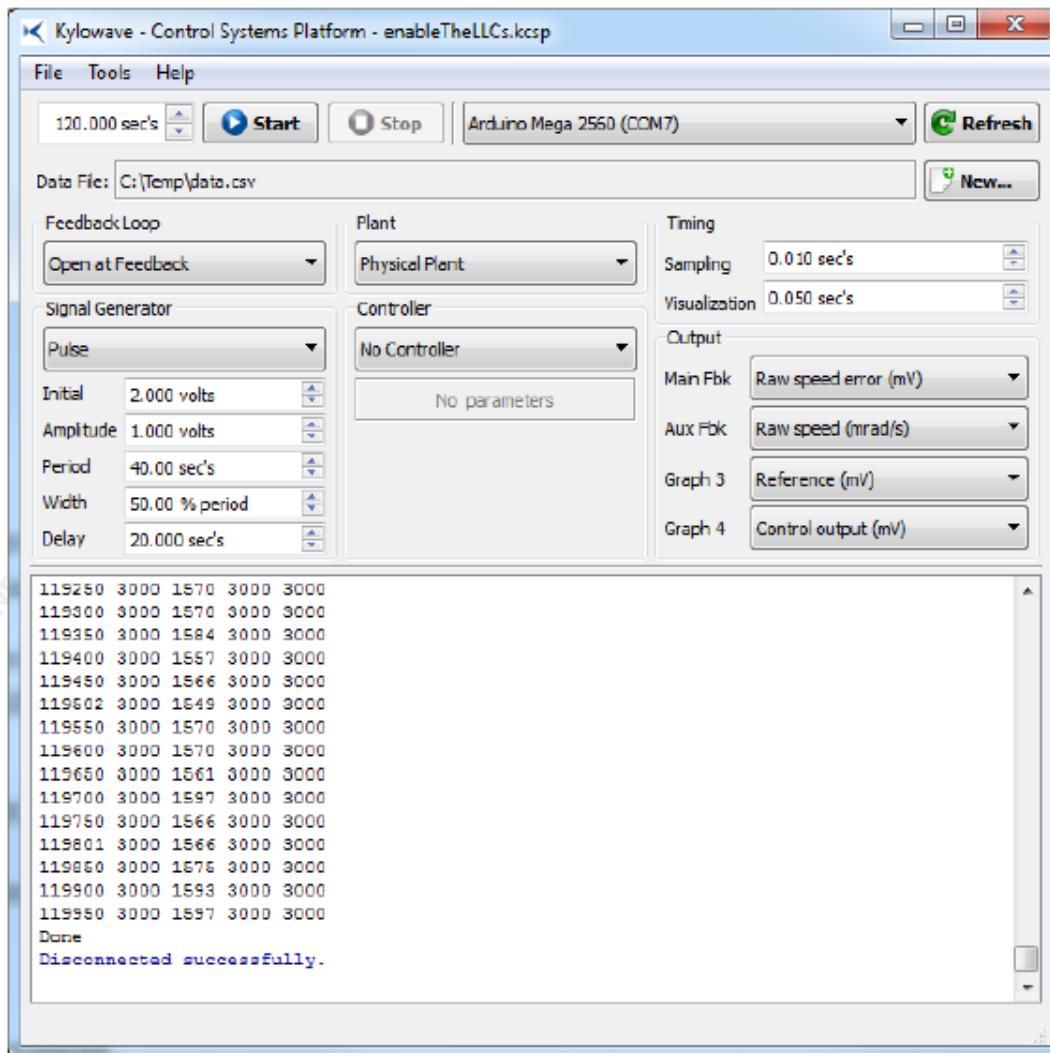 Kylowave - Control Systems Platform - enableTheLLCs.kcsp
File Tools Help
120.000 sec's Start Stop Arduino Mega 2560 (COM7) Refresh
Data File: C:\Temp\data.csv New...
Feedback Loop Plant Timing
Open at Feedback Physical Plant Sampling 0.010 sec's
Visualization 0.050 sec's
Signal Generator Controller Output
Pulse No Controller Main Fbk Raw speed error (mV)
Initial 2.000 volts No parameters
Amplitude 1.000 volts Aux Fbk Raw speed (mrad/s)
Period 40.00 sec's Graph 3 Reference (mV)
Width 50.00 % period
Delay 20.000 sec's Graph 4 Control output (mV)
119250 3000 1570 3000 3000
119300 3000 1570 3000 3000
119350 3000 1584 3000 3000
119400 3000 1557 3000 3000
119450 3000 1566 3000 3000
119502 3000 1549 3000 3000
119550 3000 1570 3000 3000
119600 3000 1570 3000 3000
119650 3000 1561 3000 3000
119700 3000 1597 3000 3000
119750 3000 1566 3000 3000
119801 3000 1566 3000 3000
119850 3000 1575 3000 3000
119900 3000 1593 3000 3000
119950 3000 1597 3000 3000
Done
Disconnected successfully.